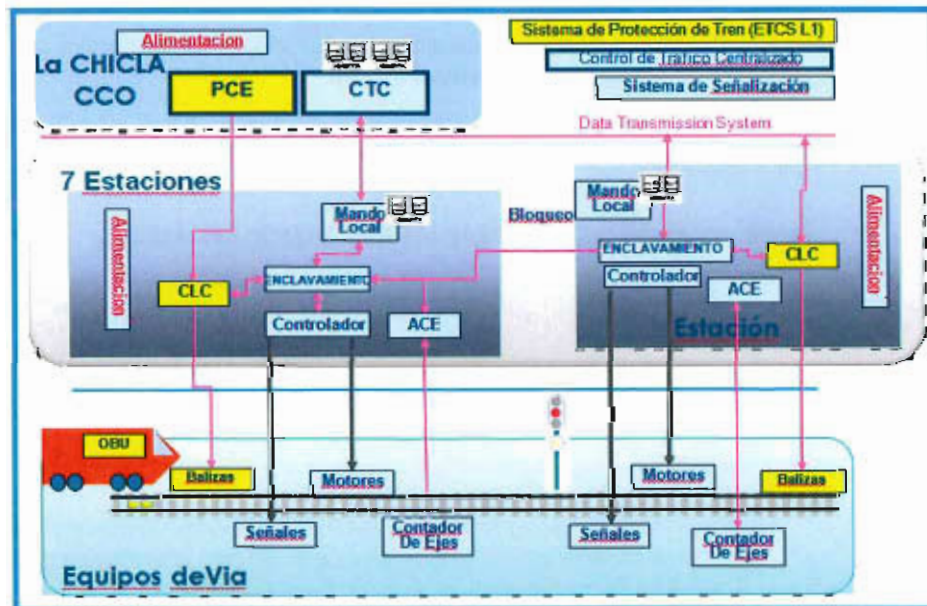 Alimentacion
La CHICLA
CCO
PCE
CTC
Sistema de Protección de Tren (ETCS L1)
Control de Trafico Centralizado
Sistema de Señalización
Data Transmission System
7 Estaciones
Alimentacion
Mando
Local
CLC
ENCLAVAMIENTO
Controlador
ACE
Bloqueo
Mando
Local
ENCLAVAMIENTO
Controlador
CLC
ACE
Alimentacion
Estación
OBU
Balizas
Motores
Señales
Contador
De Ejes
Motores
Balizas
Señales
Contador
De Ejes
Equipos deVia